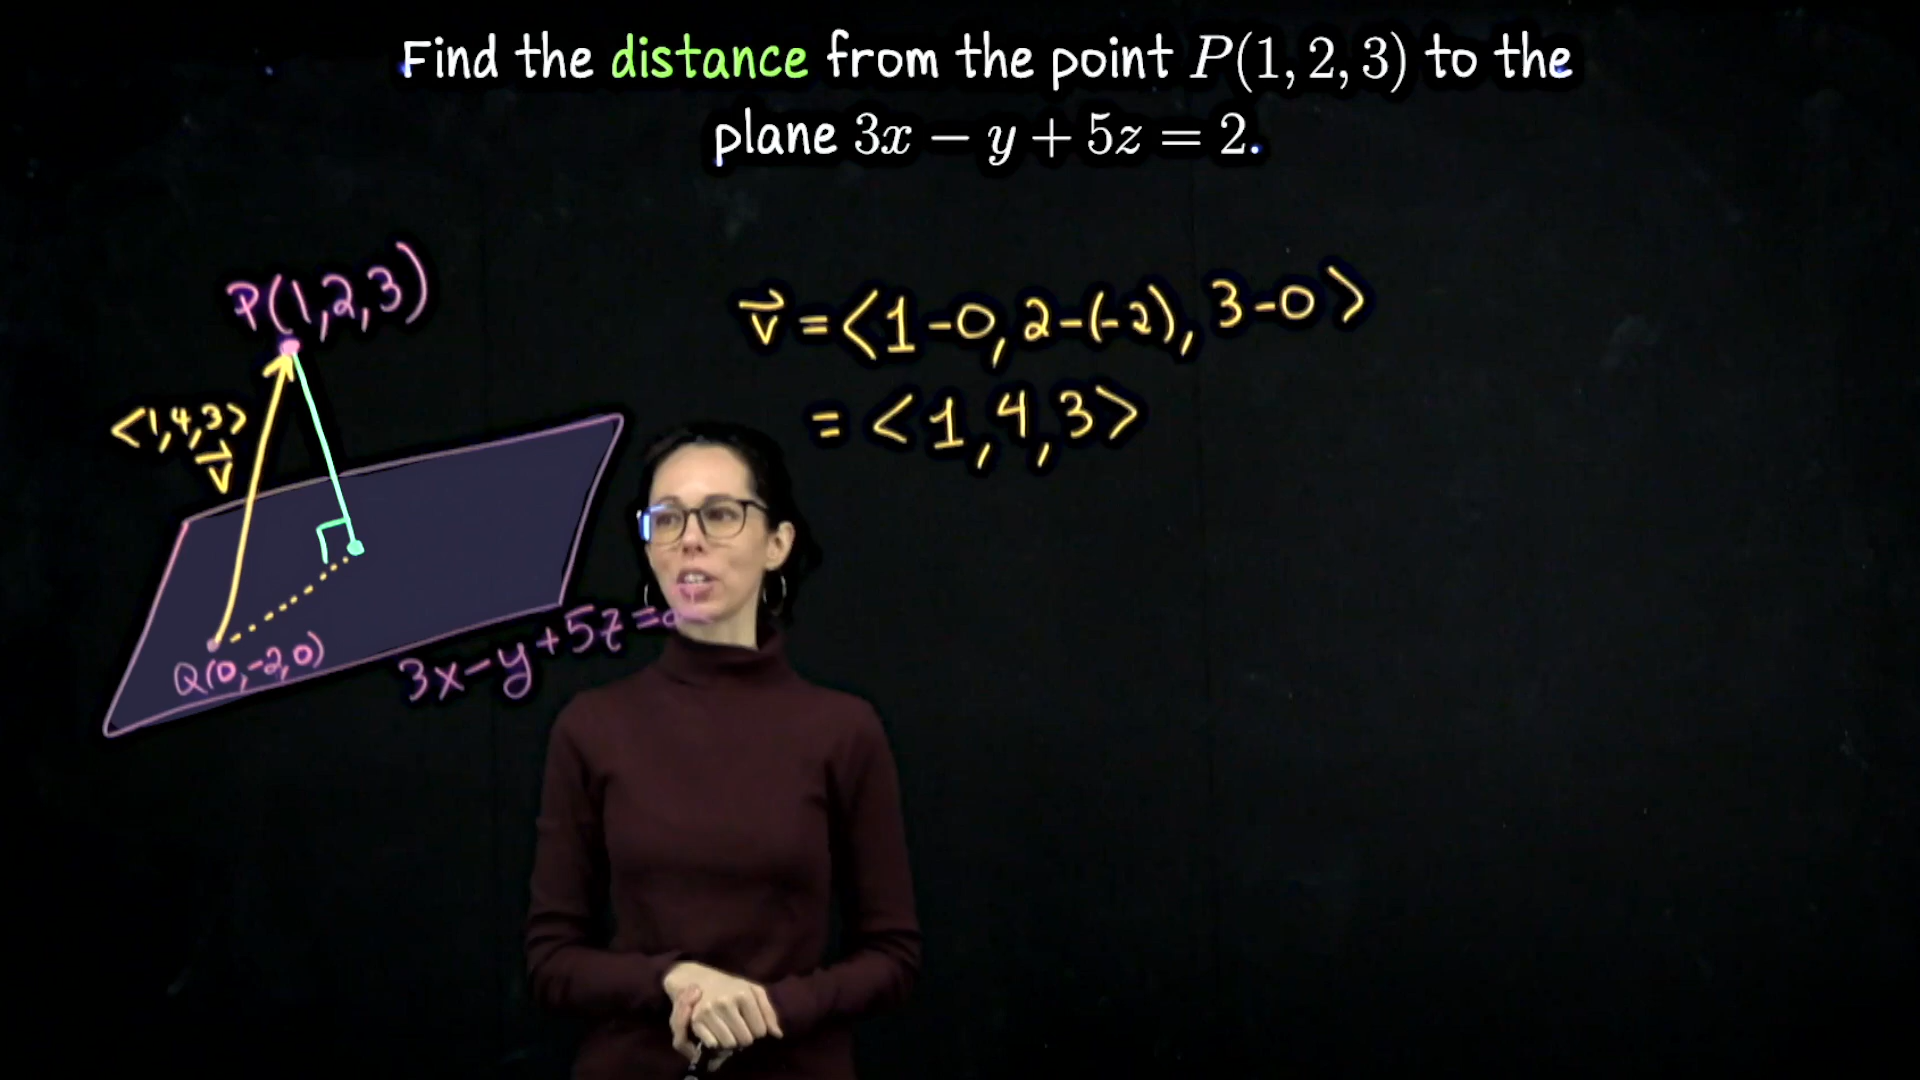 Find the distance from the point P(1, 2, 3) to the
plane 3x − y + 5z = 2.
P(1,2,3)
<1,4,3>
v⃗
Q(0,-2,0)
3x-y+5z=
v⃗ = <1-0, 2-(-2), 3-0>
= <1,4,3>